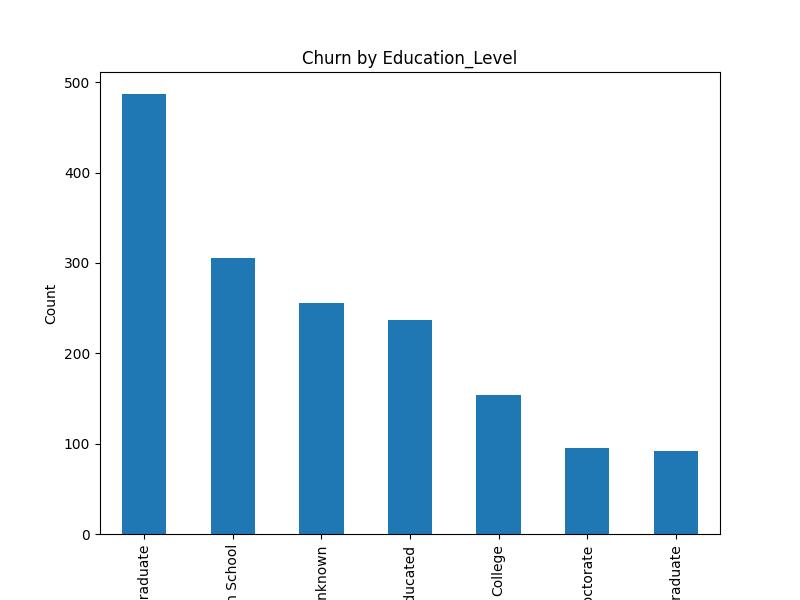 Churn by Education_Level
500
400
300
200
100
0
Count
raduate
School
nknown
ducated
College
octorate
raduate